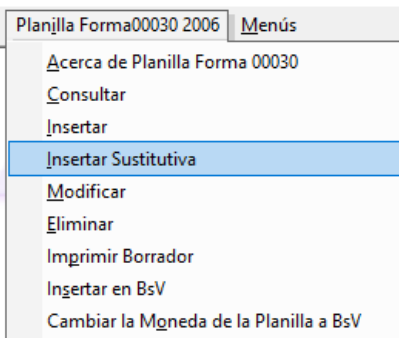 Planilla Forma00030 2006 Menús
Acerca de Planilla Forma 00030
Consultar
Insertar
Insertar Sustitutiva
Modificar
Eliminar
Imprimir Borrador
Insertar en BsV
Cambiar la Moneda de la Planilla a BsV